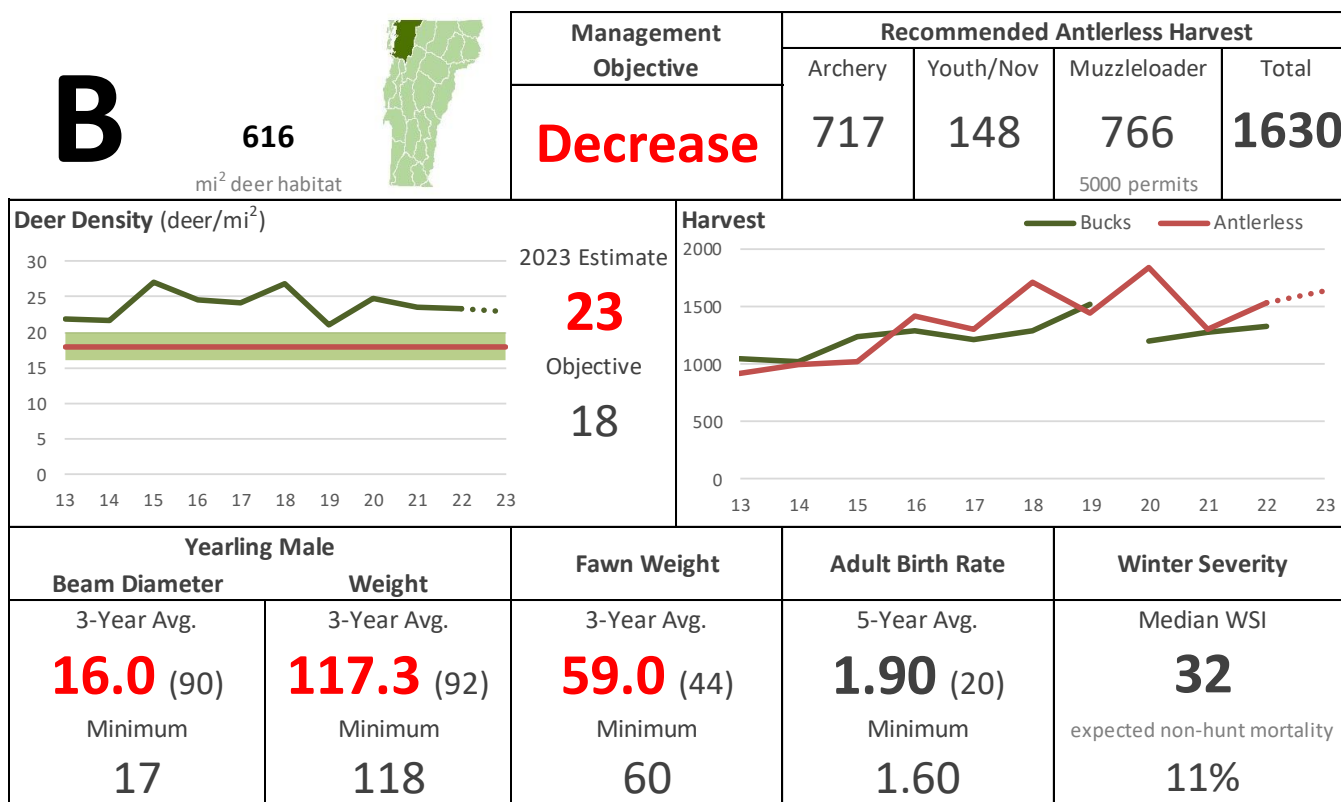 B
616
mi² deer habitat
Management
Objective
Decrease
Recommended Antlerless Harvest
Archery Youth/Nov Muzzleloader Total
717 148 766 1630
5000 permits
Deer Density (deer/mi²)
30
25
20
15
10
5
0
13 14 15 16 17 18 19 20 21 22 23
2023 Estimate
23
Objective
18
Harvest
Bucks Antlerless
2000
1500
1000
500
0
13 14 15 16 17 18 19 20 21 22 23
Yearling Male
Beam Diameter Weight
Fawn Weight
Adult Birth Rate
Winter Severity
3-Year Avg. 3-Year Avg. 3-Year Avg. 5-Year Avg. Median WSI
16.0 (90) 117.3 (92) 59.0 (44) 1.90 (20) 32
Minimum Minimum Minimum Minimum expected non-hunt mortality
17 118 60 1.60 11%